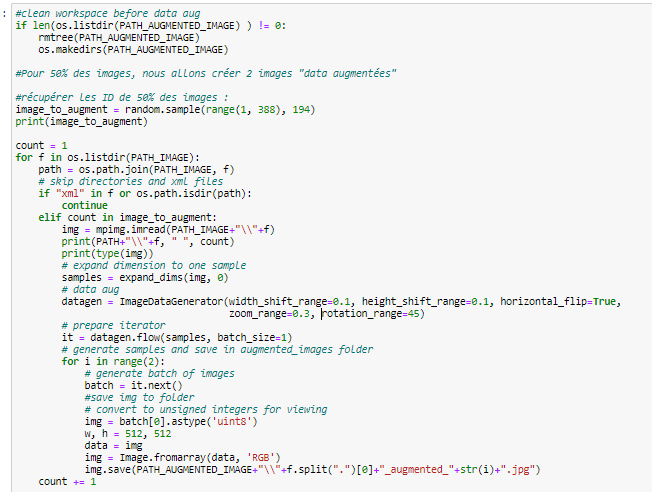 :
#clean workspace before data aug
if len(os.listdir(PATH_AUGMENTED_IMAGE) ) != 0:
    rmtree(PATH_AUGMENTED_IMAGE)
    os.makedirs(PATH_AUGMENTED_IMAGE)
#Pour 50% des images, nous allons créer 2 images "data augmentées"
#récupérer les ID de 50% des images :
image_to_augment = random.sample(range(1, 388), 194)
print(image_to_augment)
count = 1
for f in os.listdir(PATH_IMAGE):
    path = os.path.join(PATH_IMAGE, f)
    # skip directories and xml files
    if "xml" in f or os.path.isdir(path):
        continue
    elif count in image_to_augment:
        img = mpimg.imread(PATH_IMAGE+"\\"+f)
        print(PATH+"\\"+f, " ", count)
        print(type(img))
        # expand dimension to one sample
        samples = expand_dims(img, 0)
        # data aug
        datagen = ImageDataGenerator(width_shift_range=0.1, height_shift_range=0.1, horizontal_flip=True,
                                     zoom_range=0.3, rotation_range=45)
        # prepare iterator
        it = datagen.flow(samples, batch_size=1)
        # generate samples and save in augmented_images folder
        for i in range(2):
            # generate batch of images
            batch = it.next()
            #save img to folder
            # convert to unsigned integers for viewing
            img = batch[0].astype('uint8')
            w, h = 512, 512
            data = img
            img = Image.fromarray(data, 'RGB')
            img.save(PATH_AUGMENTED_IMAGE+"\\"+f.split(".")[0]+"_augmented_"+str(i)+".jpg")
    count += 1